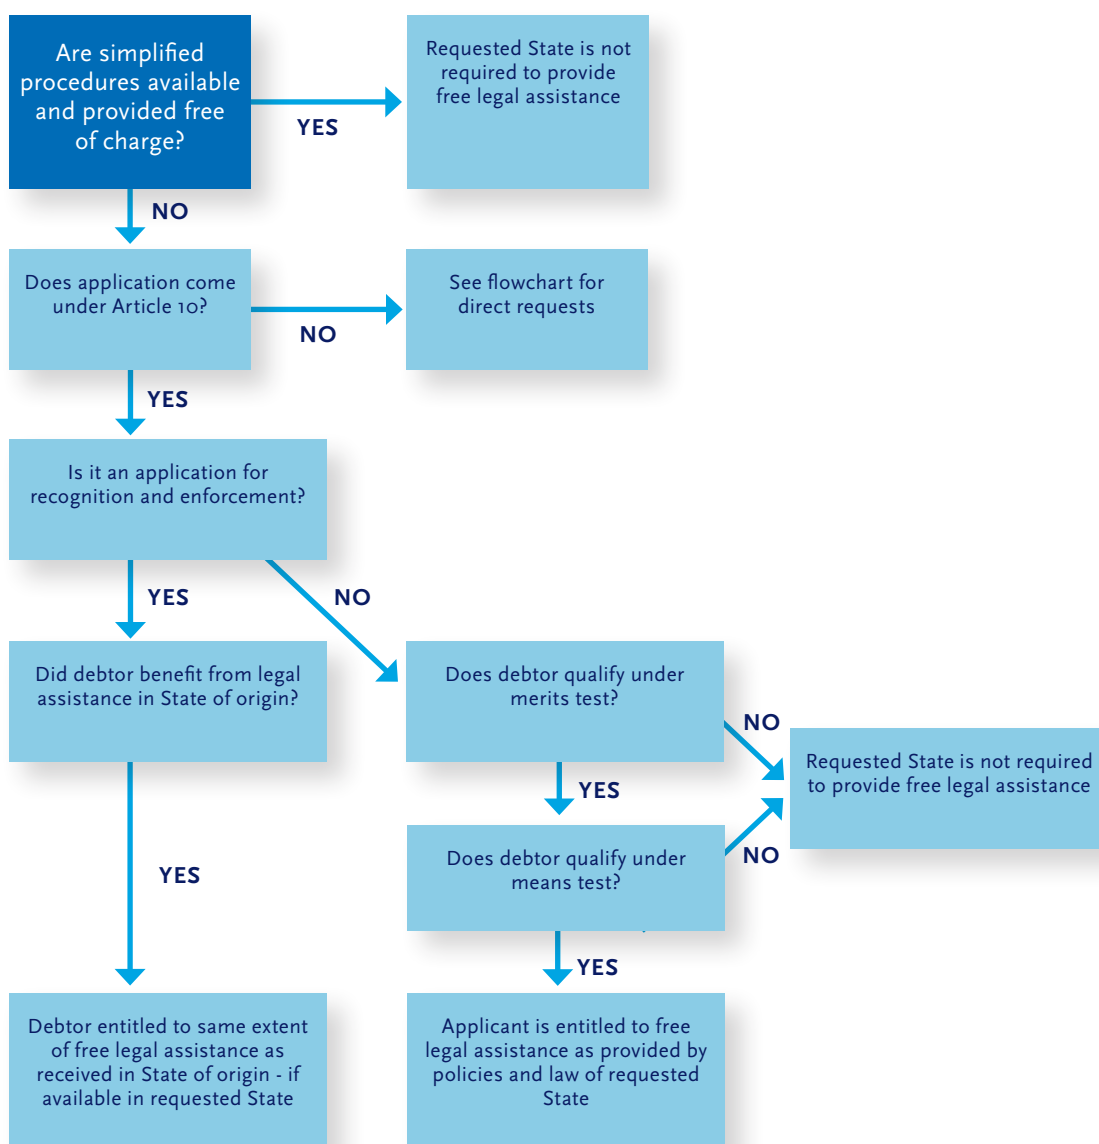 Are simplified
procedures available
and provided free
of charge?
YES
Requested State is not
required to provide
free legal assistance
NO
Does application come
under Article 10?
NO
See flowchart for
direct requests
YES
Is it an application for
recognition and enforcement?
YES
NO
Did debtor benefit from legal
assistance in State of origin?
Does debtor qualify under
merits test?
NO
Requested State is not required
to provide free legal assistance
YES
Does debtor qualify under
means test?
NO
YES
YES
Debtor entitled to same extent
of free legal assistance as
received in State of origin - if
available in requested State
Applicant is entitled to free
legal assistance as provided by
policies and law of requested
State